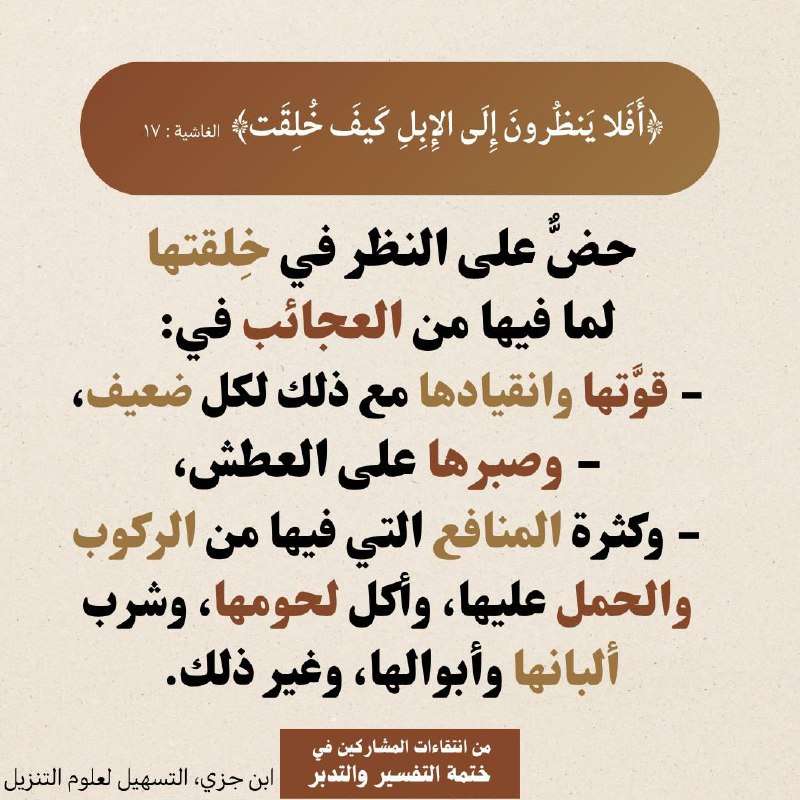 ﴿أَفَلا يَنظُرونَ إِلَى الإِبِلِ كَيفَ خُلِقَت﴾ الغاشية : ١٧
حضٌّ على النظر في خِلقتها
لما فيها من العجائب في:
- قوَّتها وانقيادها مع ذلك لكل ضعيف،
- وصبرها على العطش،
- وكثرة المنافع التي فيها من الركوب
والحمل عليها، وأكل لحومها، وشرب
ألبانها وأبوالها، وغير ذلك.
من انتقاءات المشاركين في
ختمة التفسير والتدبر
ابن جزي، التسهيل لعلوم التنزيل